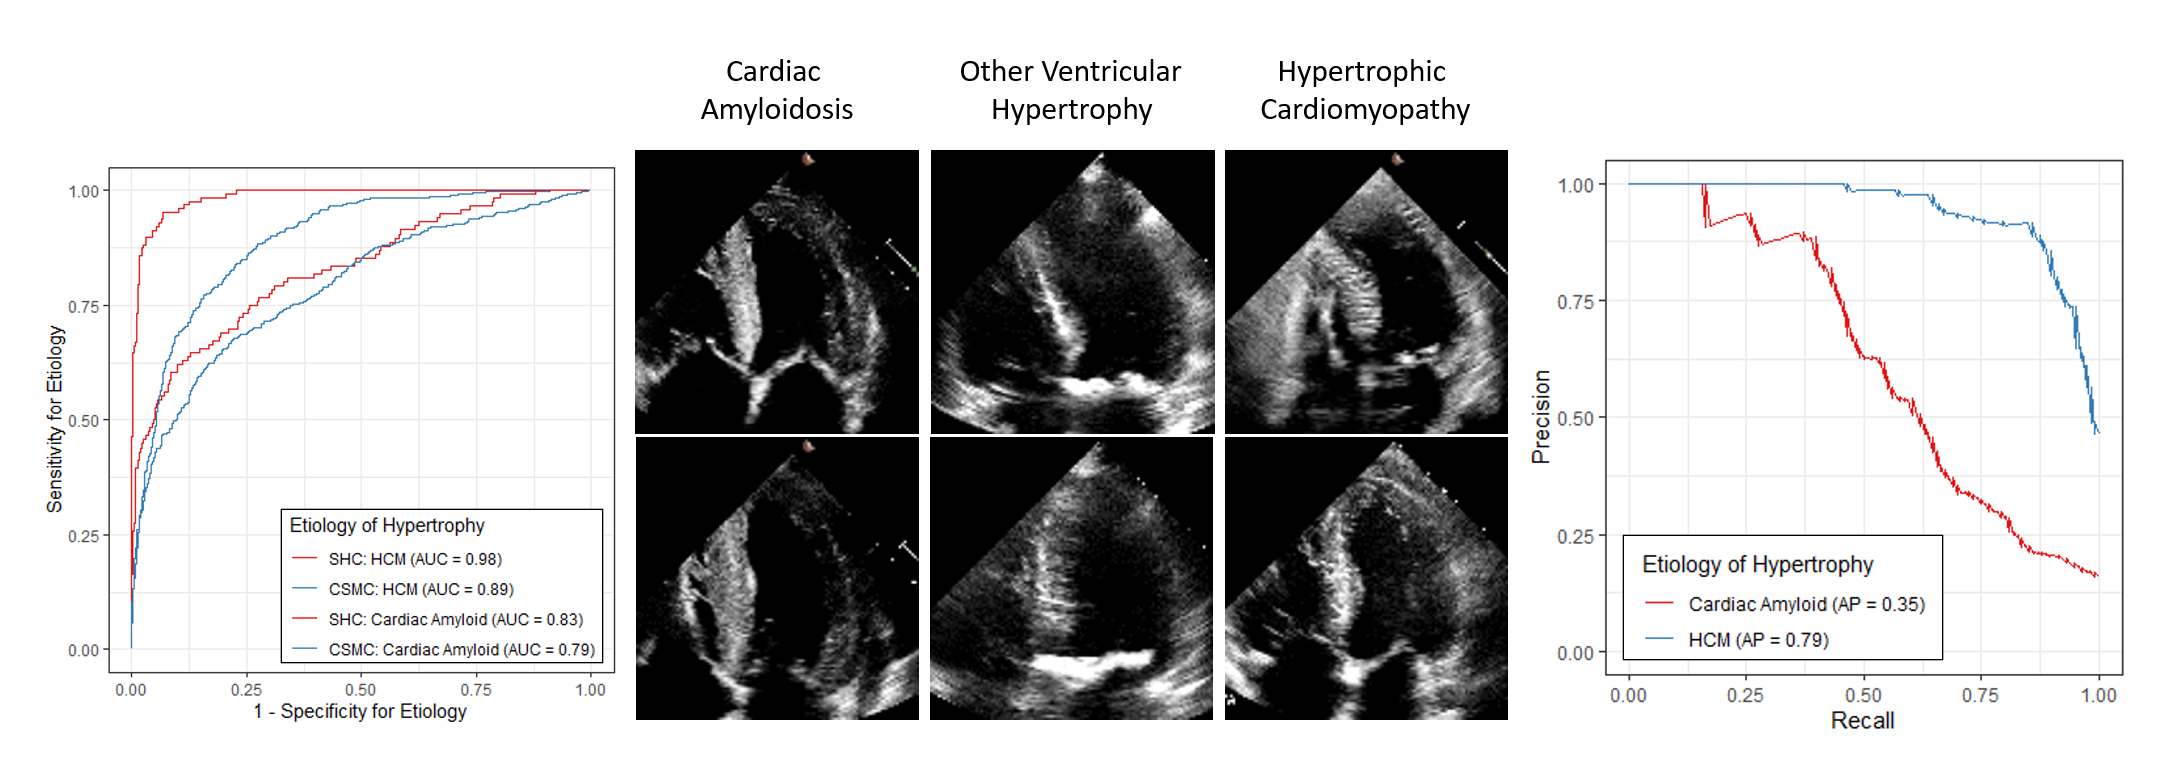 Cardiac
Amyloidosis
Other Ventricular
Hypertrophy
Hypertrophic
Cardiomyopathy
Sensitivity for Etiology
1.00
0.75
0.50
0.25
0.00
Etiology of Hypertrophy
SHC: HCM (AUC = 0.98)
CSMC: HCM (AUC = 0.89)
SHC: Cardiac Amyloid (AUC = 0.83)
CSMC: Cardiac Amyloid (AUC = 0.79)
0.00 0.25 0.50 0.75 1.00
1 - Specificity for Etiology
Precision
1.00
0.75
0.50
0.25
0.00
Etiology of Hypertrophy
Cardiac Amyloid (AP = 0.35)
HCM (AP = 0.79)
0.00 0.25 0.50 0.75 1.00
Recall